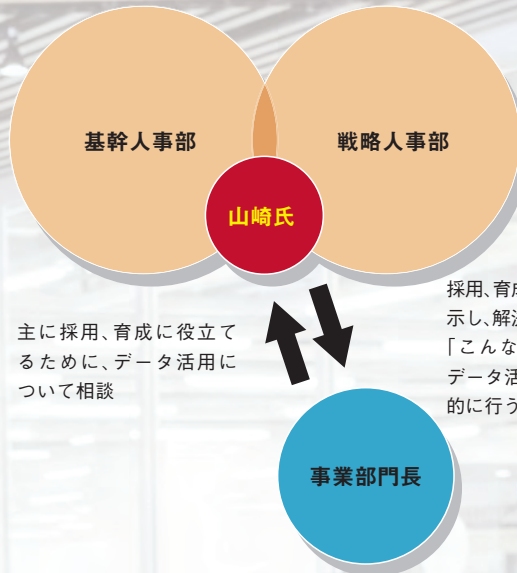 基幹人事部
戦略人事部
山崎氏
主に採用、育成に役立て
るために、データ活用に
ついて相談
採用、育成
示し、解決
「こんな
データ活
的に行う
事業部門長